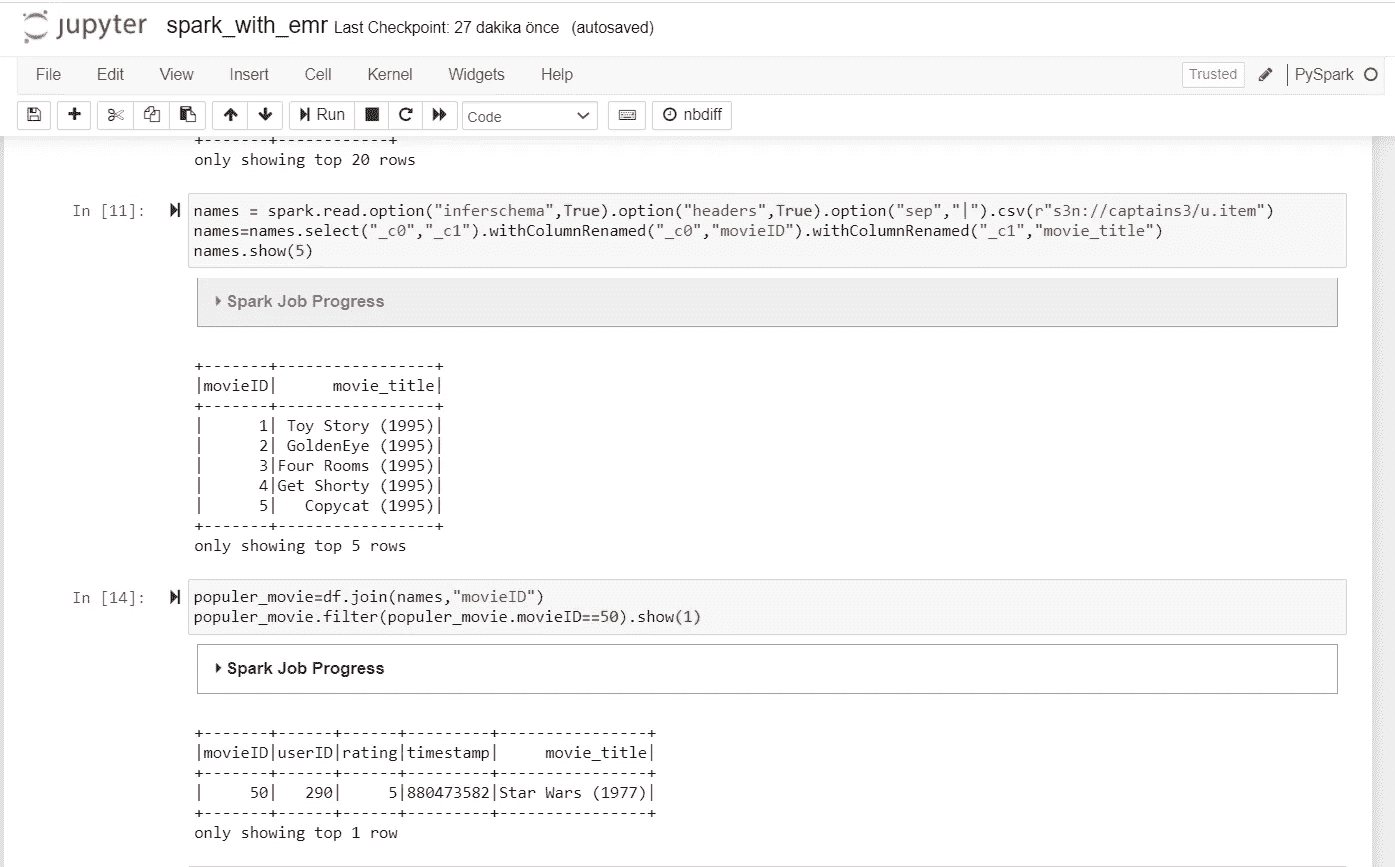 jupyter spark_with_emr Last Checkpoint: 27 dakika önce (autosaved)
File Edit View Insert Cell Kernel Widgets Help Trusted PySpark
Run Code nbdiff
+-------+------------+
only showing top 20 rows
In [11]: names = spark.read.option("inferschema",True).option("headers",True).option("sep","|").csv(r"s3n://captains3/u.item")
names=names.select("_c0","_c1").withColumnRenamed("_c0","movieID").withColumnRenamed("_c1","movie_title")
names.show(5)
Spark Job Progress
+-------+-----------------+
|movieID|      movie_title|
+-------+-----------------+
|      1| Toy Story (1995)|
|      2| GoldenEye (1995)|
|      3|Four Rooms (1995)|
|      4|Get Shorty (1995)|
|      5|   Copycat (1995)|
+-------+-----------------+
only showing top 5 rows
In [14]: populer_movie=df.join(names,"movieID")
populer_movie.filter(populer_movie.movieID==50).show(1)
Spark Job Progress
+-------+------+------+---------+----------------+
|movieID|userID|rating|timestamp|     movie_title|
+-------+------+------+---------+----------------+
|     50|   290|     5|880473582|Star Wars (1977)|
+-------+------+------+---------+----------------+
only showing top 1 row